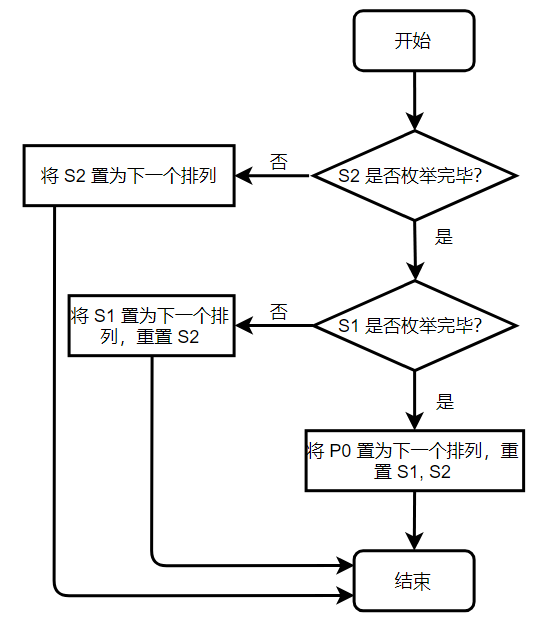 开始
S2 是否枚举完毕?
否
将 S2 置为下一个排列
是
S1 是否枚举完毕?
否
将 S1 置为下一个排
列，重置 S2
是
将 P0 置为下一个排列，重
置 S1, S2
结束